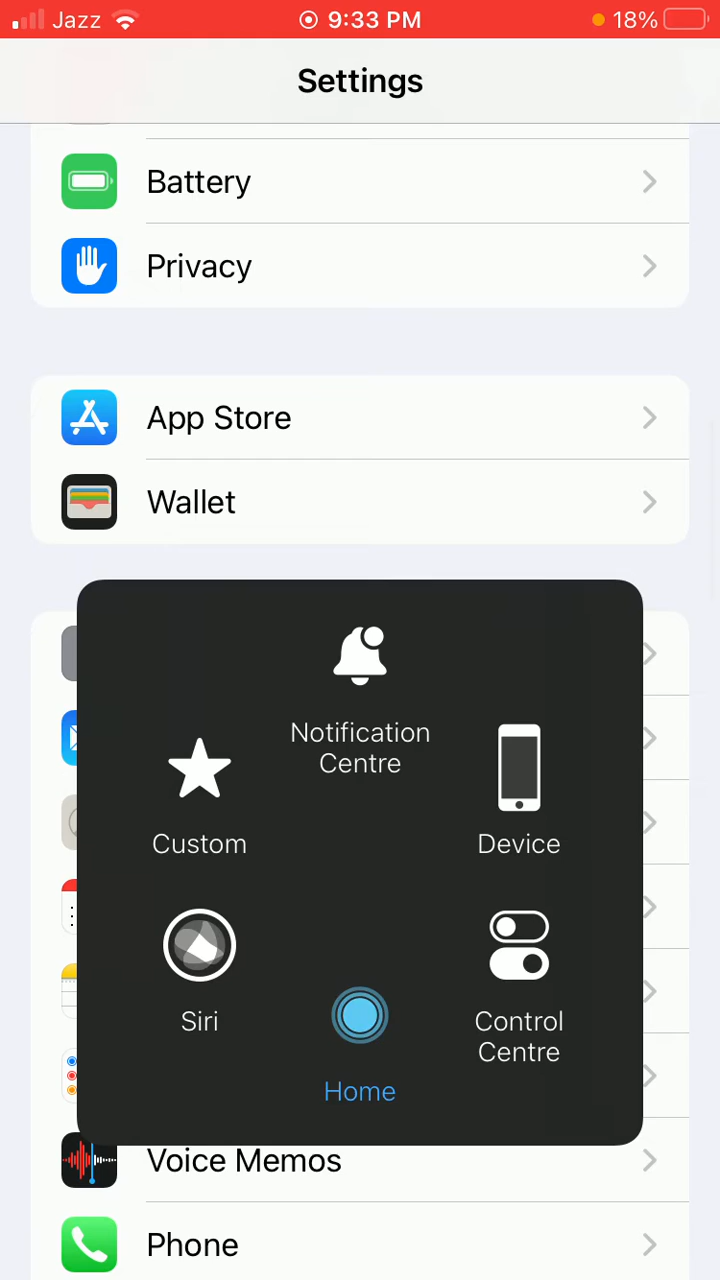 Jazz 9:33 PM 18%
Settings
Battery
Privacy
App Store
Wallet
Notification
Centre
Custom
Device
Siri
Control
Centre
Home
Voice Memos
Phone